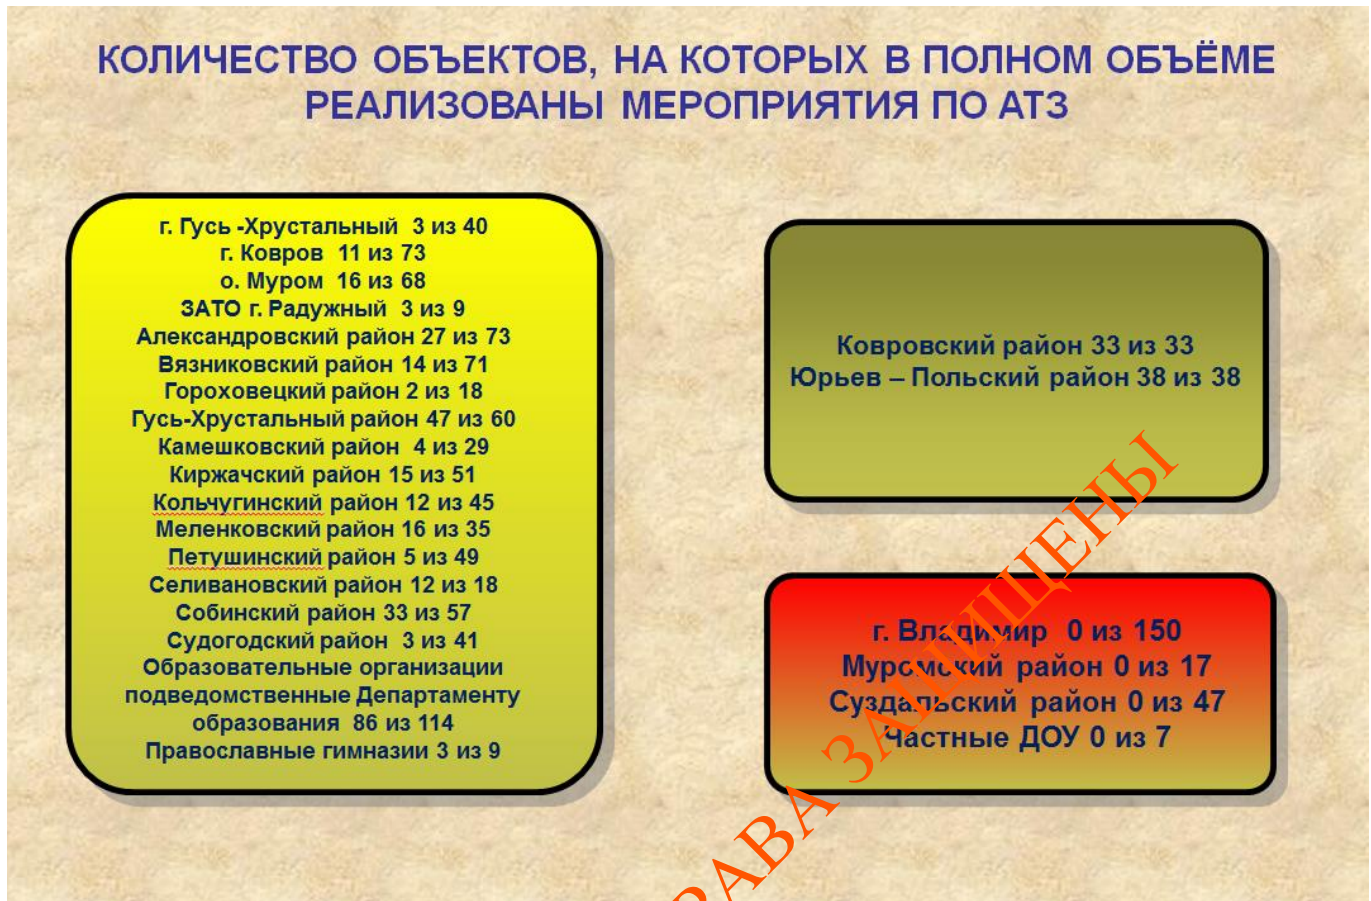 КОЛИЧЕСТВО ОБЪЕКТОВ, НА КОТОРЫХ В ПОЛНОМ ОБЪЁМЕ
РЕАЛИЗОВАНЫ МЕРОПРИЯТИЯ ПО АТЗ
г. Гусь -Хрустальный 3 из 40
г. Ковров 11 из 73
о. Муром 16 из 68
ЗАТО г. Радужный 3 из 9
Александровский район 27 из 73
Вязниковский район 14 из 71
Гороховецкий район 2 из 18
Гусь-Хрустальный район 47 из 60
Камешковский район 4 из 29
Киржачский район 15 из 51
Кольчугинский район 12 из 45
Меленковский район 16 из 35
Петушинский район 5 из 49
Селивановский район 12 из 18
Собинский район 33 из 57
Судогодский район 3 из 41
Образовательные организации
подведомственные Департаменту
образования 86 из 114
Православные гимназии 3 из 9
Ковровский район 33 из 33
Юрьев – Польский район 38 из 38
г. Владимир 0 из 150
Муромский район 0 из 17
Суздальский район 0 из 47
Частные ДОУ 0 из 7
РАВА ЗАЩИЩЕНЫ